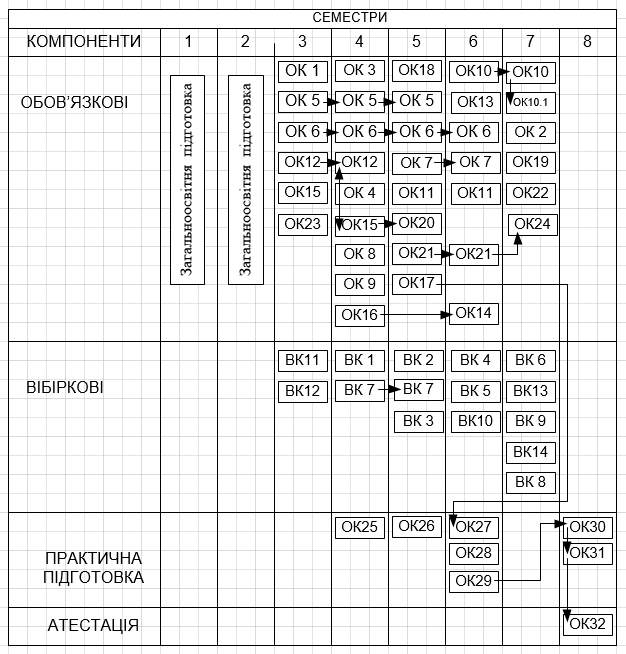 СЕМЕСТРИ
КОМПОНЕНТИ 1 2 3 4 5 6 7 8
ОБОВ'ЯЗКОВІ
Загальноосвітня підготовка
Загальноосвітня підготовка
ОК 1 ОК 3 ОК18 ОК10 ОК10
ОК 5 ОК 5 ОК 5 ОК13 ОК10.1
ОК 6 ОК 6 ОК 6 ОК 6 ОК 2
ОК12 ОК12 ОК 7 ОК 7 ОК19
ОК15 ОК 4 ОК11 ОК11 ОК22
ОК23 ОК15 ОК20 ОК24
ОК 8 ОК21 ОК21
ОК 9 ОК17
ОК16 ОК14
ВІБІРКОВІ
ВК11 ВК 1 ВК 2 ВК 4 ВК 6
ВК12 ВК 7 ВК 7 ВК 5 ВК13
ВК 3 ВК10 ВК 9
ВК14
ВК 8
ПРАКТИЧНА
ПІДГОТОВКА
ОК25 ОК26 ОК27 ОК30
ОК28 ОК31
ОК29
АТЕСТАЦІЯ ОК32